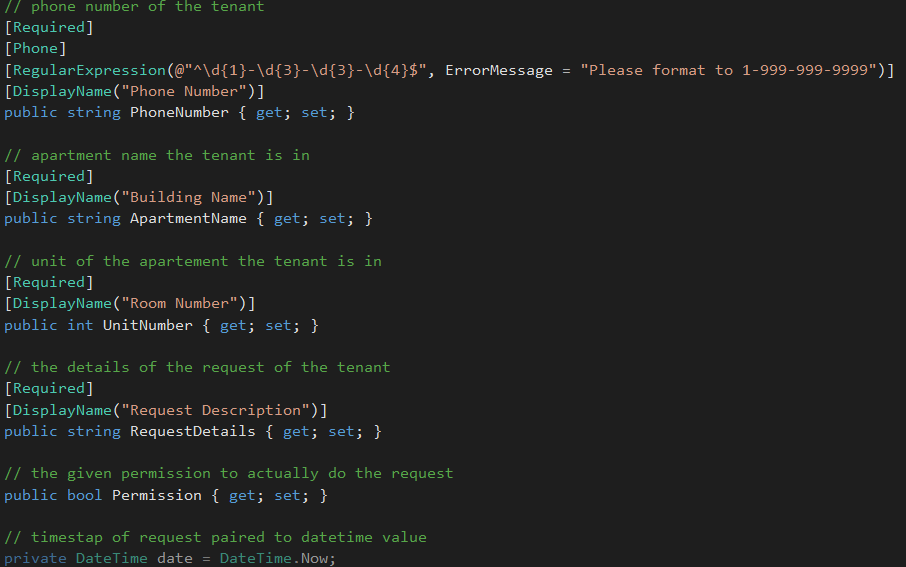 // phone number of the tenant
[Required]
[Phone]
[RegularExpression(@"^\d{1}-\d{3}-\d{3}-\d{4}$", ErrorMessage = "Please format to 1-999-999-9999")]
[DisplayName("Phone Number")]
public string PhoneNumber { get; set; }
// apartment name the tenant is in
[Required]
[DisplayName("Building Name")]
public string ApartmentName { get; set; }
// unit of the apartement the tenant is in
[Required]
[DisplayName("Room Number")]
public int UnitNumber { get; set; }
// the details of the request of the tenant
[Required]
[DisplayName("Request Description")]
public string RequestDetails { get; set; }
// the given permission to actually do the request
public bool Permission { get; set; }
// timestap of request paired to datetime value
private DateTime date = DateTime.Now;